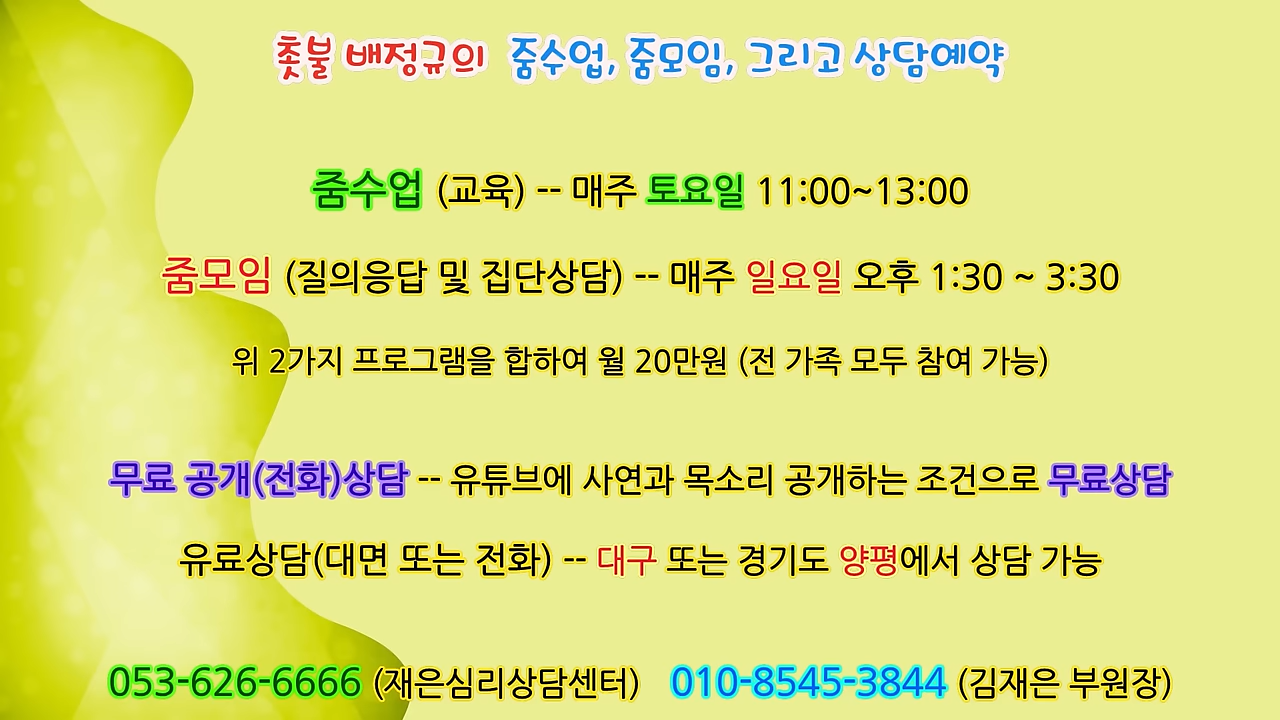 촛불 배정규의 줌수업, 줌모임, 그리고 상담예약
줌수업 (교육) -- 매주 토요일 11:00~13:00
줌모임 (질의응답 및 집단상담) -- 매주 일요일 오후 1:30 ~ 3:30
위 2가지 프로그램을 합하여 월 20만원 (전 가족 모두 참여 가능)
무료 공개(전화)상담 -- 유튜브에 사연과 목소리 공개하는 조건으로 무료상담
유료상담(대면 또는 전화) -- 대구 또는 경기도 양평에서 상담 가능
053-626-6666 (재은심리상담센터) 010-8545-3844 (김재은 부원장)